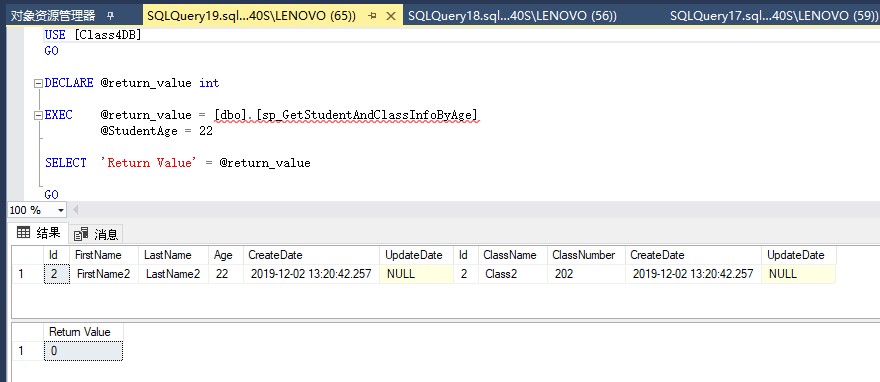 对象资源管理器 SQLQuery19.sql...40S\LENOVO (65)) SQLQuery18.sql...40S\LENOVO (56)) SQLQuery17.sql...40S\LENOVO (59))
USE [Class4DB]
GO
DECLARE @return_value int
EXEC @return_value = [dbo].[sp_GetStudentAndClassInfoByAge]
@StudentAge = 22
SELECT 'Return Value' = @return_value
GO
100 %
结果 消息
Id FirstName LastName Age CreateDate UpdateDate Id ClassName ClassNumber CreateDate UpdateDate
1 2 FirstName2 LastName2 22 2019-12-02 13:20:42.257 NULL 2 Class2 202 2019-12-02 13:20:42.257 NULL
Return Value
1 0